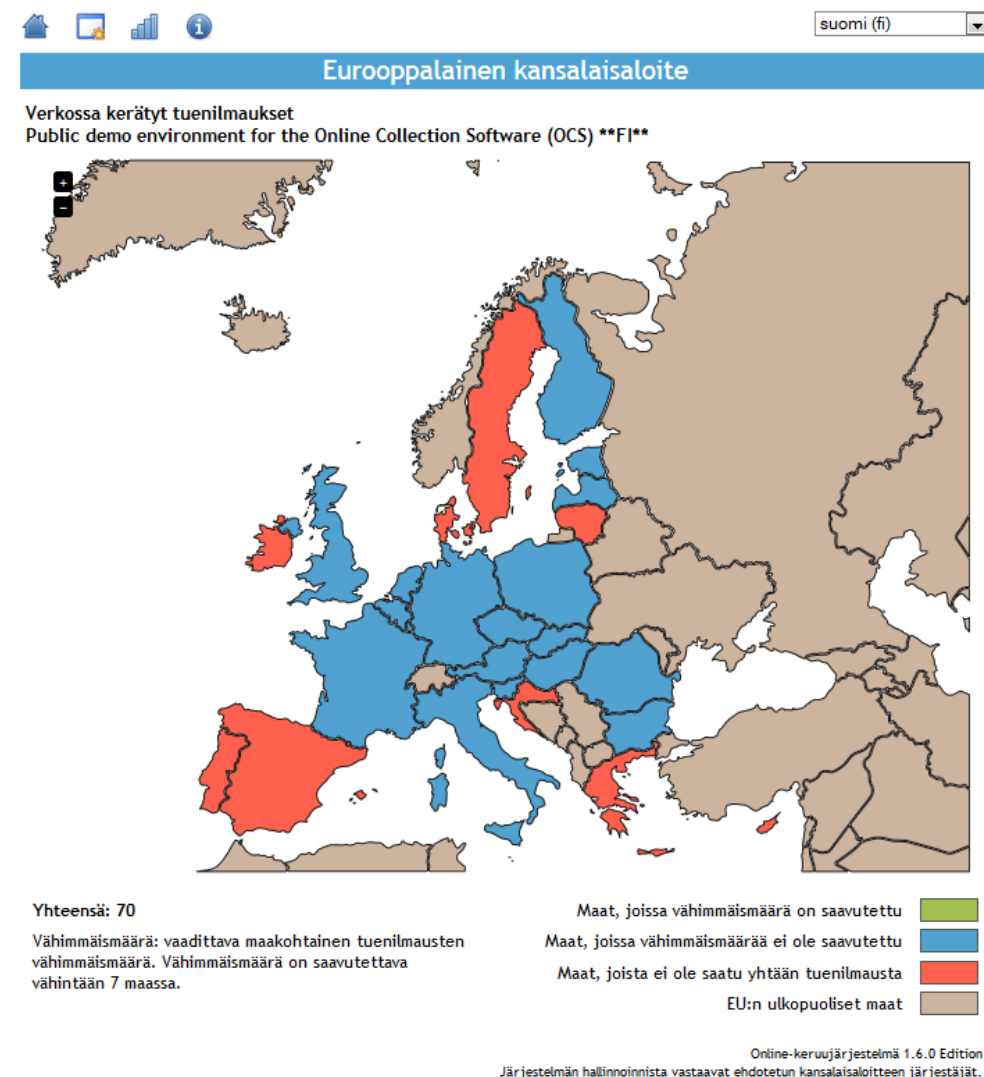 suomi (fi)
Eurooppalainen kansalaisaloite
Verkossa kerätyt tuenilmaukset
Public demo environment for the Online Collection Software (OCS) **FI**
+
–
Yhteensä: 70
Vähimmäismäärä: vaadittava maakohtainen tuenilmausten
vähimmäismäärä. Vähimmäismäärä on saavutettava
vähintään 7 maassa.
Maat, joissa vähimmäismäärä on saavutettu
Maat, joissa vähimmäismäärää ei ole saavutettu
Maat, joista ei ole saatu yhtään tuenilmausta
EU:n ulkopuoliset maat
Online-keruujärjestelmä 1.6.0 Edition
Järjestelmän hallinnoinnista vastaavat ehdotetun kansalaisaloitteen järjestäjät.